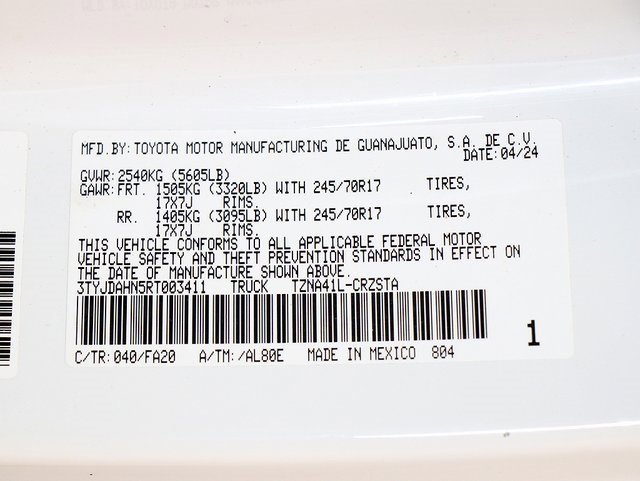 MFD.BY:TOYOTA MOTOR MANUFACTURING DE GUANAJUATO, S.A. DE C.V.
DATE:04/24
GVWR:2540KG (5605LB)
GAWR:FRT. 1505KG (3320LB) WITH 245/70R17 TIRES,
17X7J RIMS.
RR. 1405KG (3095LB) WITH 245/70R17 TIRES,
17X7J RIMS.
THIS VEHICLE CONFORMS TO ALL APPLICABLE FEDERAL MOTOR
VEHICLE SAFETY AND THEFT PREVENTION STANDARDS IN EFFECT ON
THE DATE OF MANUFACTURE SHOWN ABOVE.
3TYJDAHN5RT003411 TRUCK TZNA41L-CRZSTA
1
C/TR:040/FA20 A/TM:/AL80E MADE IN MEXICO 804